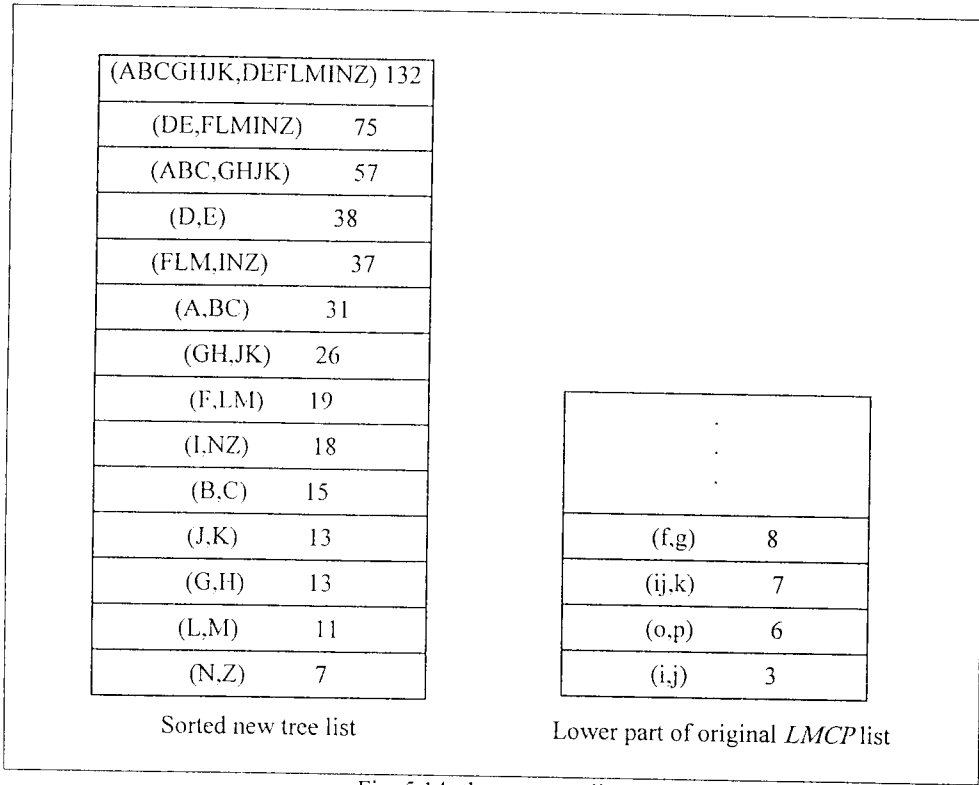 (ABCGHJK,DEFLMINZ) 132
(DE,FLMINZ) 75
(ABC,GHJK) 57
(D,E) 38
(FLM,INZ) 37
(A,BC) 31
(GH,JK) 26
(F,LM) 19
(I,NZ) 18
(B,C) 15
(J,K) 13
(G,H) 13
(L,M) 11
(N,Z) 7
Sorted new tree list
.
.
.
(f,g) 8
(ij,k) 7
(o,p) 6
(i,j) 3
Lower part of original LMCP list